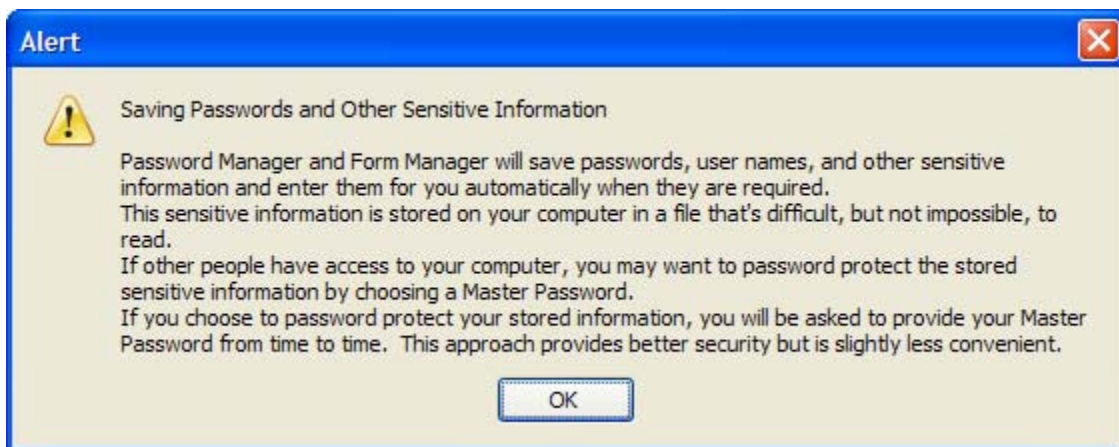 Alert
Saving Passwords and Other Sensitive Information
Password Manager and Form Manager will save passwords, user names, and other sensitive
information and enter them for you automatically when they are required.
This sensitive information is stored on your computer in a file that's difficult, but not impossible, to
read.
If other people have access to your computer, you may want to password protect the stored
sensitive information by choosing a Master Password.
If you choose to password protect your stored information, you will be asked to provide your Master
Password from time to time.  This approach provides better security but is slightly less convenient.
OK